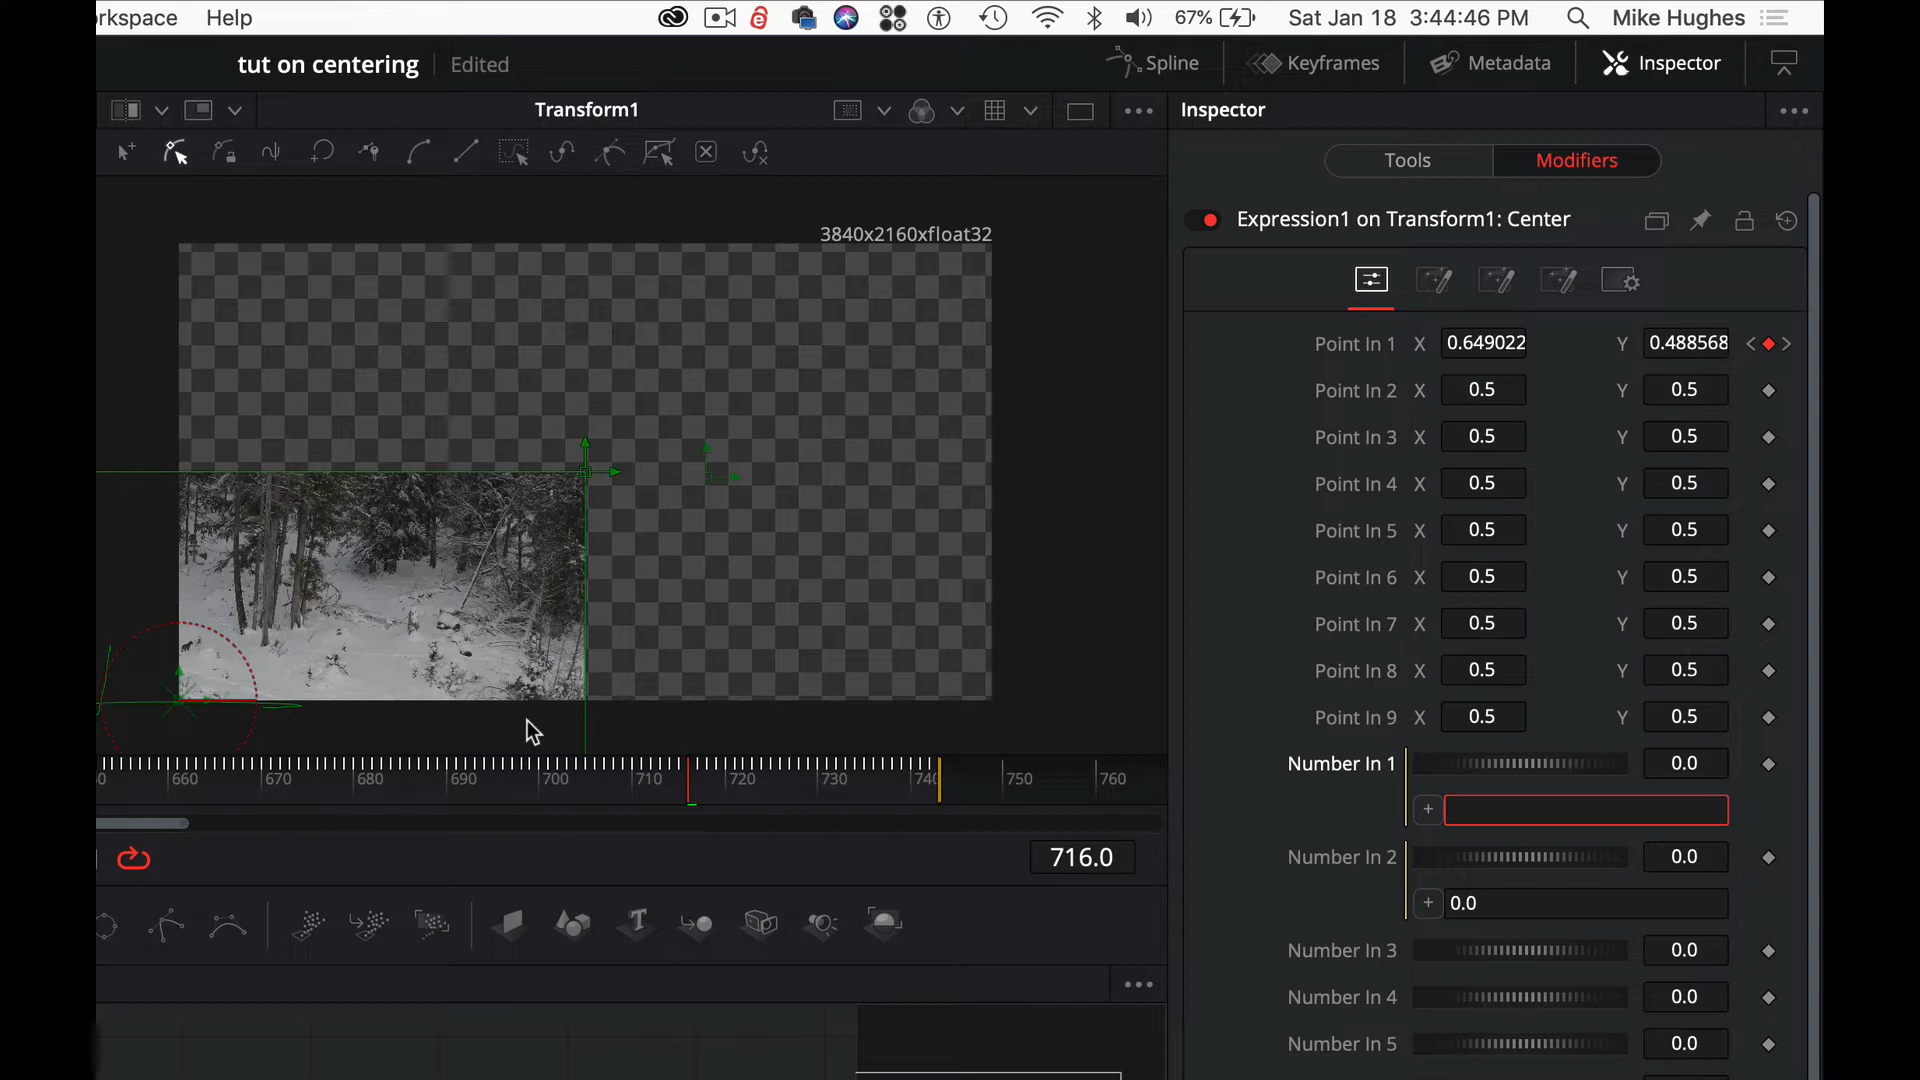 orkspace Help 67% Sat Jan 18 3:44:46 PM Mike Hughes
tut on centering Edited Spline Keyframes Metadata Inspector
Transform1 Inspector
Tools Modifiers
Expression1 on Transform1: Center
3840x2160xfloat32
Point In 1 X 0.649022 Y 0.488568
Point In 2 X 0.5 Y 0.5
Point In 3 X 0.5 Y 0.5
Point In 4 X 0.5 Y 0.5
Point In 5 X 0.5 Y 0.5
Point In 6 X 0.5 Y 0.5
Point In 7 X 0.5 Y 0.5
Point In 8 X 0.5 Y 0.5
Point In 9 X 0.5 Y 0.5
Number In 1 0.0
0 660 670 680 690 700 710 720 730 740 750 760
Number In 2 0.0
716.0
0.0
Number In 3 0.0
Number In 4 0.0
Number In 5 0.0